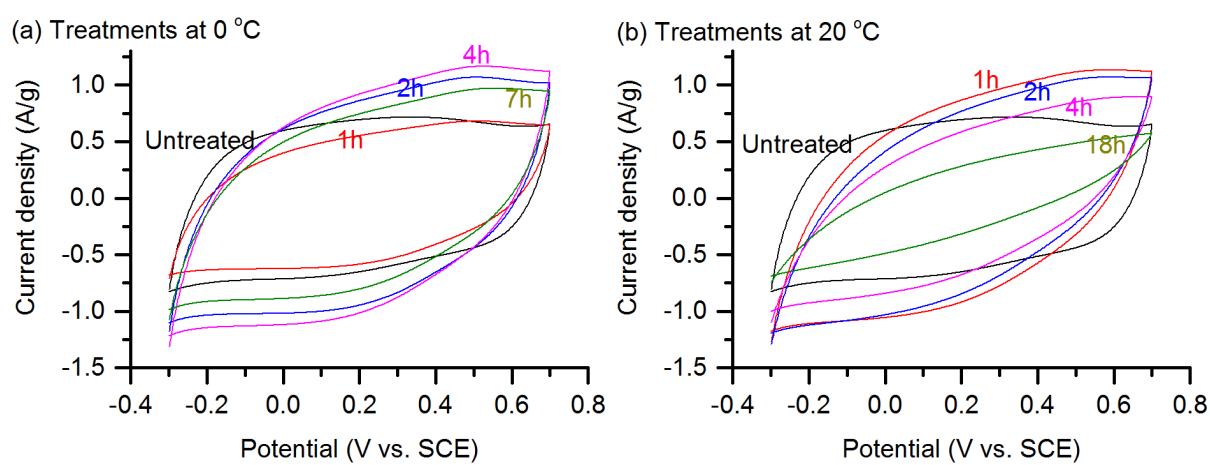 (a) Treatments at 0 °C
Current density (A/g)
1.0
0.5
0.0
-0.5
-1.0
-1.5
Untreated
4h
2h
7h
1h
-0.4 -0.2 0.0 0.2 0.4 0.6 0.8
Potential (V vs. SCE)
(b) Treatments at 20 °C
Current density (A/g)
1.0
0.5
0.0
-0.5
-1.0
-1.5
Untreated
1h
2h
4h
18h
-0.4 -0.2 0.0 0.2 0.4 0.6 0.8
Potential (V vs. SCE)